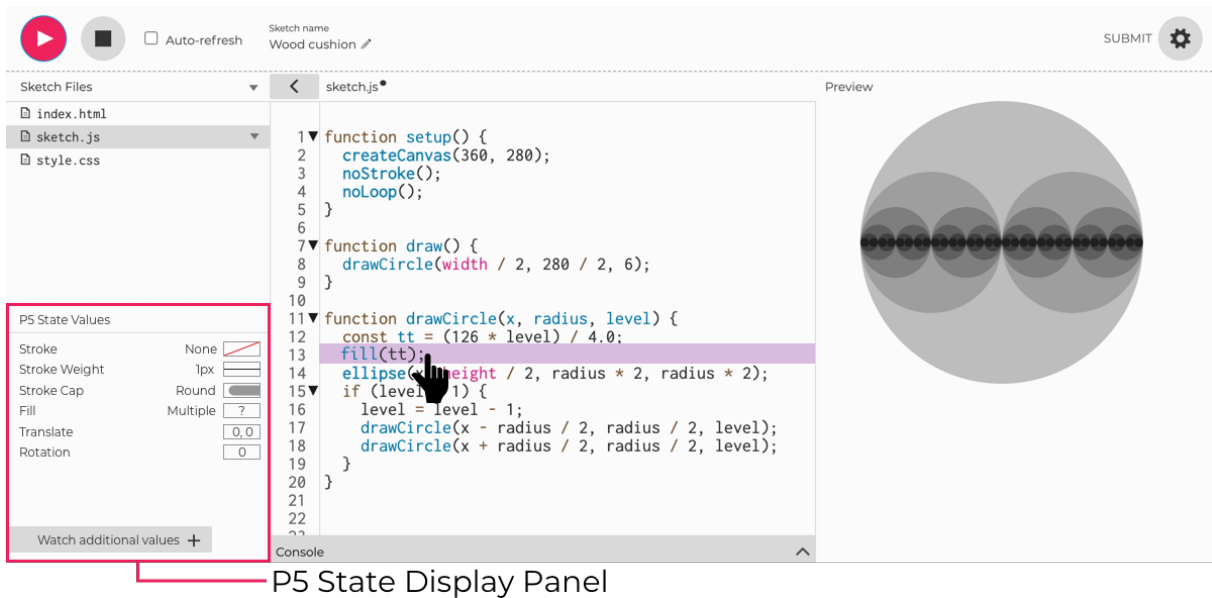 Auto-refresh
Sketch name
Wood cushion
SUBMIT
Sketch Files
sketch.js
Preview
index.html
sketch.js
style.css
1 function setup() {
2 createCanvas(360, 280);
3 noStroke();
4 noLoop();
5 }
6
7 function draw() {
8 drawCircle(width / 2, 280 / 2, 6);
9 }
10
11 function drawCircle(x, radius, level) {
12 const tt = (126 * level) / 4.0;
13 fill(tt);
14 ellipse( height / 2, radius * 2, radius * 2);
15 if (level 1) {
16 level = level - 1;
17 drawCircle(x - radius / 2, radius / 2, level);
18 drawCircle(x + radius / 2, radius / 2, level);
19 }
20 }
21
22
P5 State Values
Stroke None
Stroke Weight 1px
Stroke Cap Round
Fill Multiple ?
Translate 0, 0
Rotation 0
Watch additional values +
Console
P5 State Display Panel